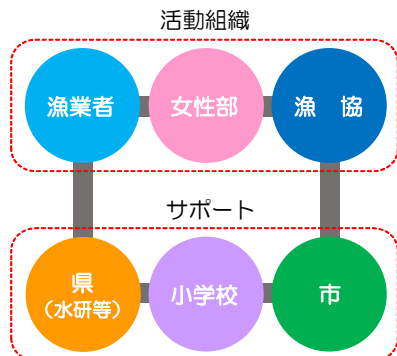 活動組織
漁業者
女性部
漁　協
サポート
県
（水研等）
小学校
市